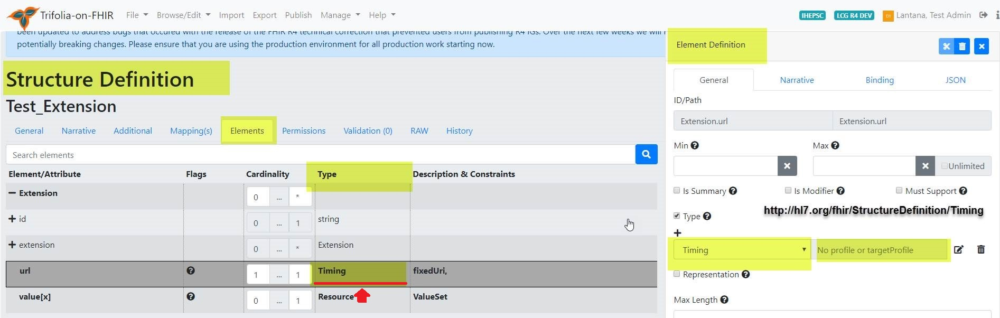 Trifolia-on-FHIR File Browse/Edit Import Export Publish Manage Help IHEPSC LCG R4 DEV Lantana, Test Admin
been updated to address bugs that occured with the release of the FHIR R4 technical correction that prevented users from publishing R4 IGs. Over the next few weeks we will
potentially breaking changes. Please ensure that you are using the production environment for all production work starting now.
Structure Definition
Test_Extension
General Narrative Additional Mapping(s) Elements Permissions Validation (0) RAW History
Search elements
Element/Attribute Flags Cardinality Type Description & Constraints
Extension 0 ... *
id 0 ... 1 string
extension 0 ... * Extension
url 1 ... 1 Timing fixedUri,
value[x] 0 ... 1 Resource ValueSet
Element Definition
General Narrative Binding JSON
ID/Path
Extension.url Extension.url
Min Max
Unlimited
Is Summary Is Modifier Must Support
http://hl7.org/fhir/StructureDefinition/Timing
Type
Timing No profile or targetProfile
Representation
Max Length